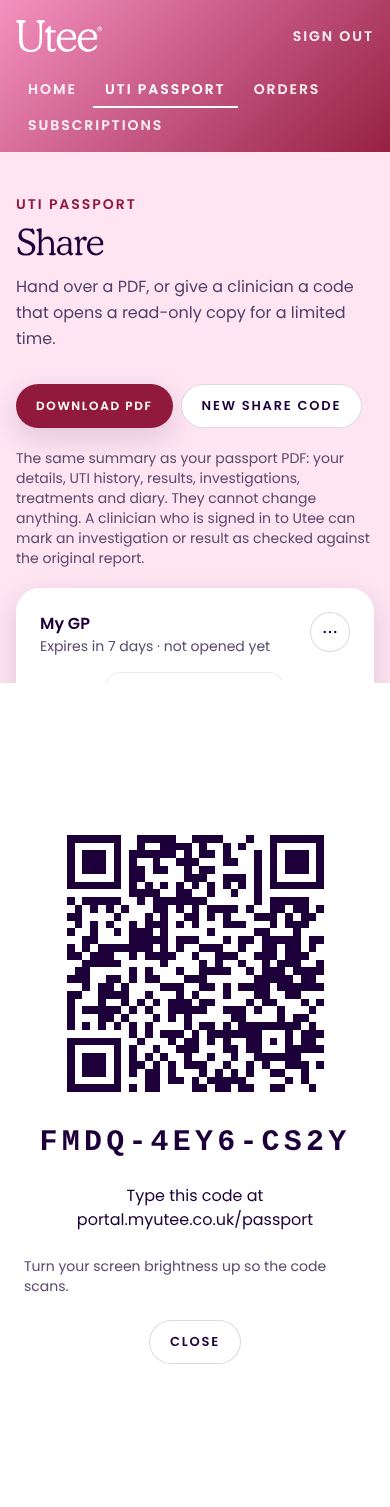 Utee®
SIGN OUT
HOME
UTI PASSPORT
ORDERS
SUBSCRIPTIONS
UTI PASSPORT
Share
Hand over a PDF, or give a clinician a code
that opens a read-only copy for a limited
time.
DOWNLOAD PDF
NEW SHARE CODE
The same summary as your passport PDF: your
details, UTI history, results, investigations,
treatments and diary. They cannot change
anything. A clinician who is signed in to Utee can
mark an investigation or result as checked against
the original report.
My GP
Expires in 7 days · not opened yet
...
FMDQ-4EY6-CS2Y
Type this code at
portal.myutee.co.uk/passport
Turn your screen brightness up so the code
scans.
CLOSE